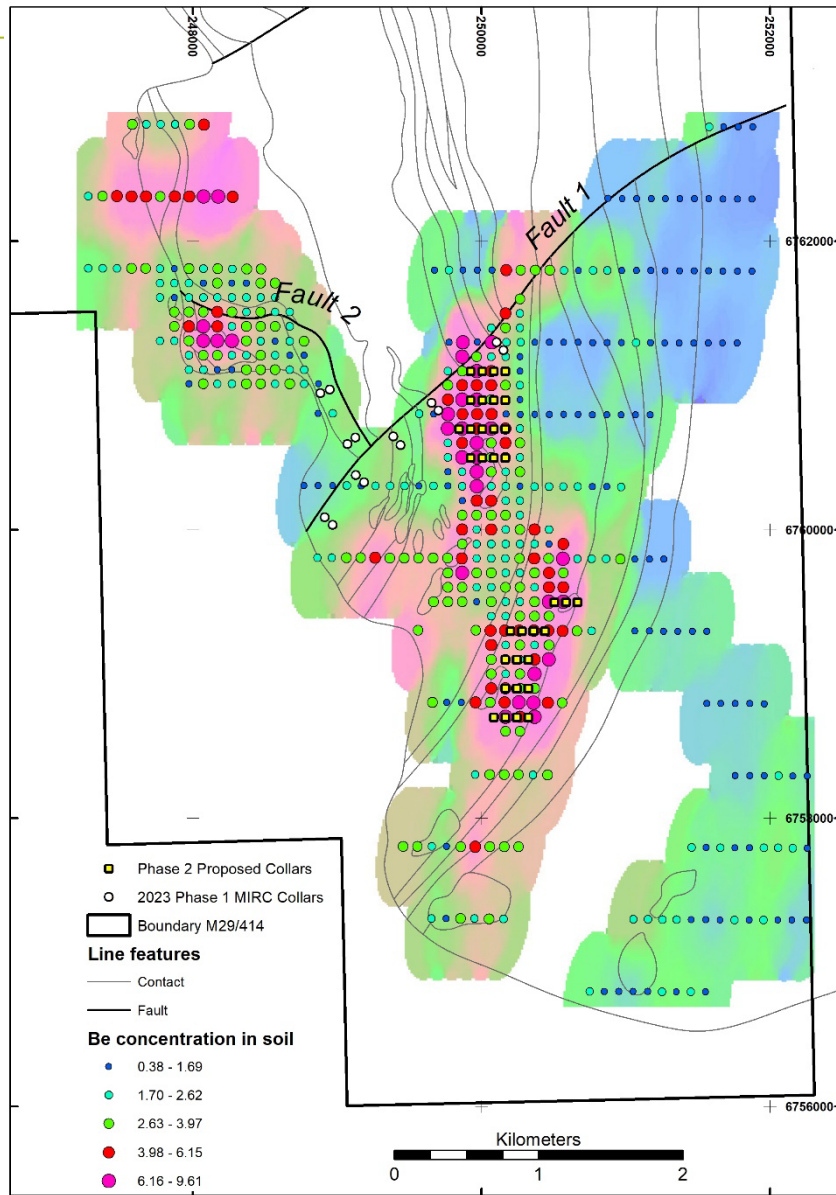 248000
250000
252000
Fault 1
6762000
Fault 2
6760000
6758000
Phase 2 Proposed Collars
2023 Phase 1 MIRC Collars
Boundary M29/414
Line features
Contact
Fault
Be concentration in soil
0.38 - 1.69
1.70 - 2.62
2.63 - 3.97
3.98 - 6.15
6.16 - 9.61
6756000
Kilometers
0 1 2